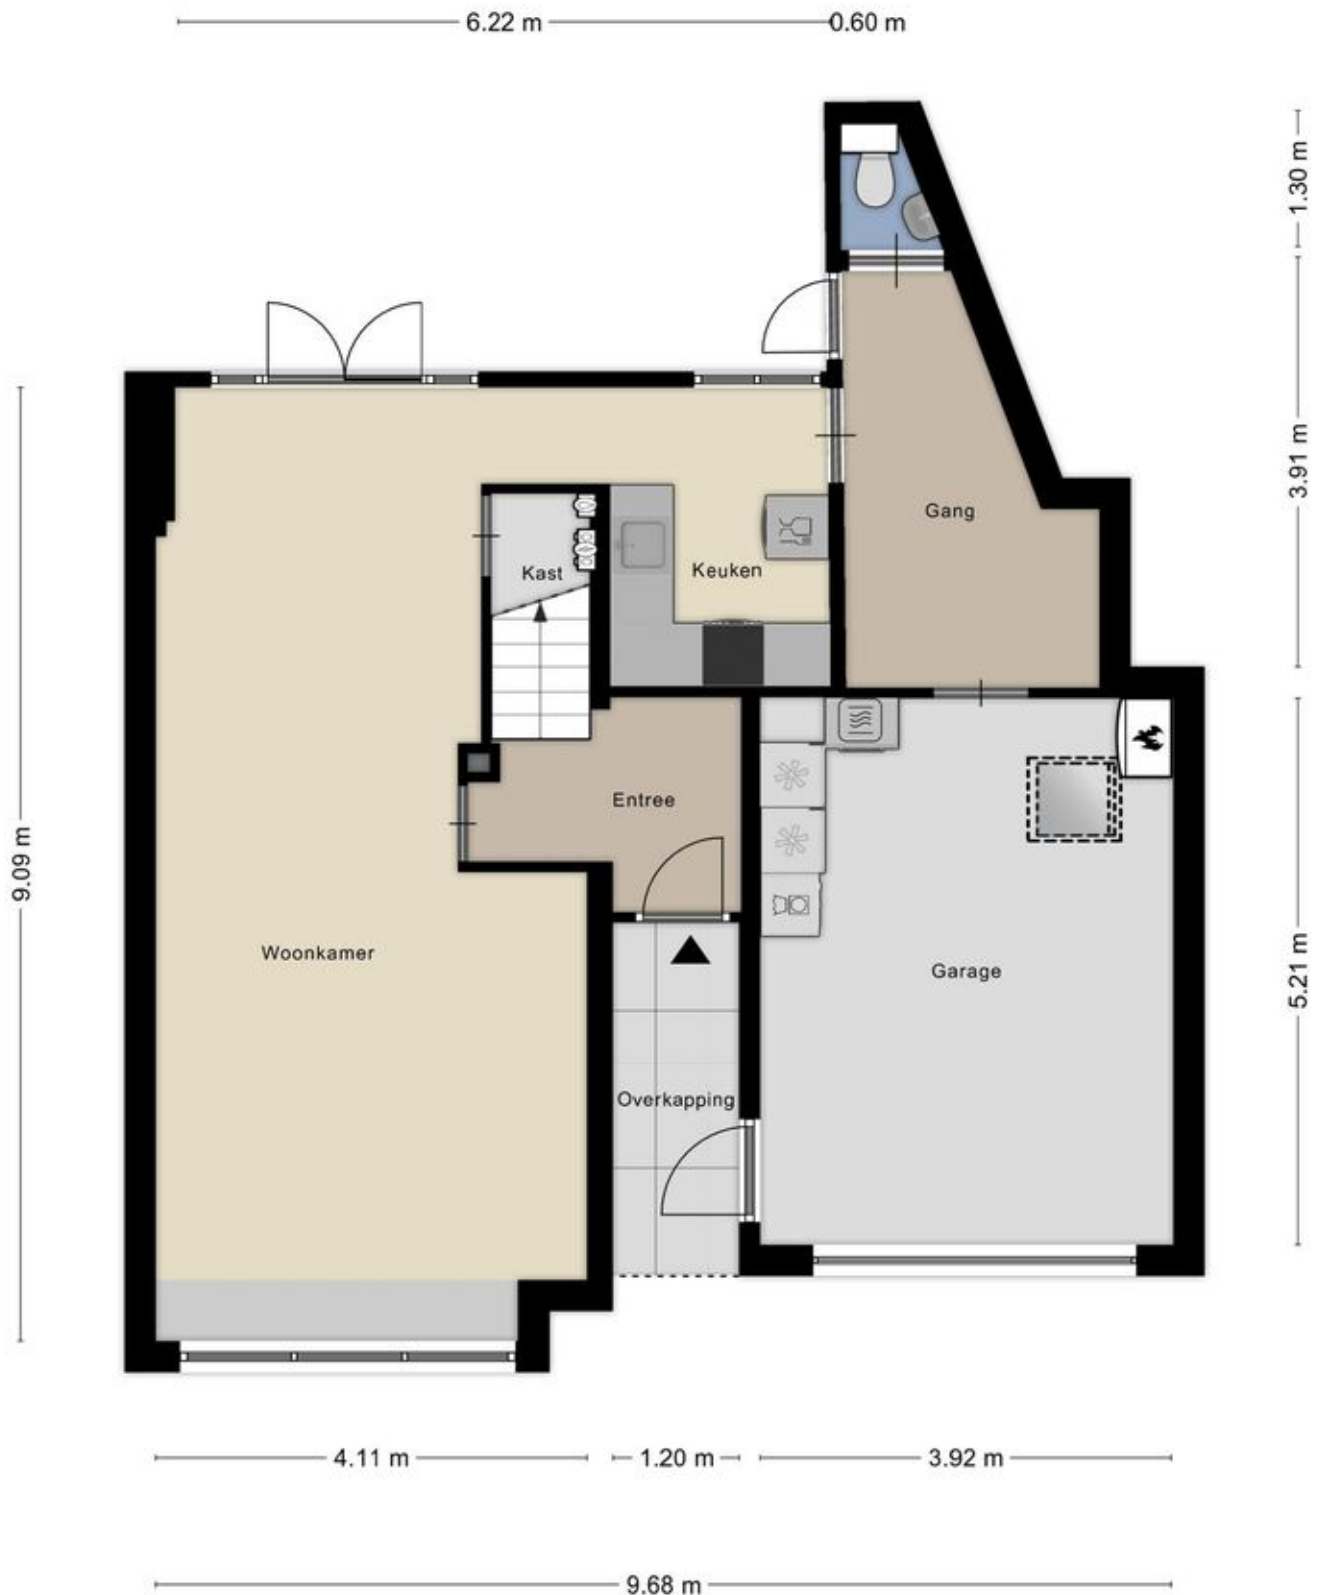 6.22 m
0.60 m
1.30 m
3.91 m
Gang
Kast
Keuken
Entree
9.09 m
Woonkamer
Garage
5.21 m
Overkapping
4.11 m
1.20 m
3.92 m
9.68 m